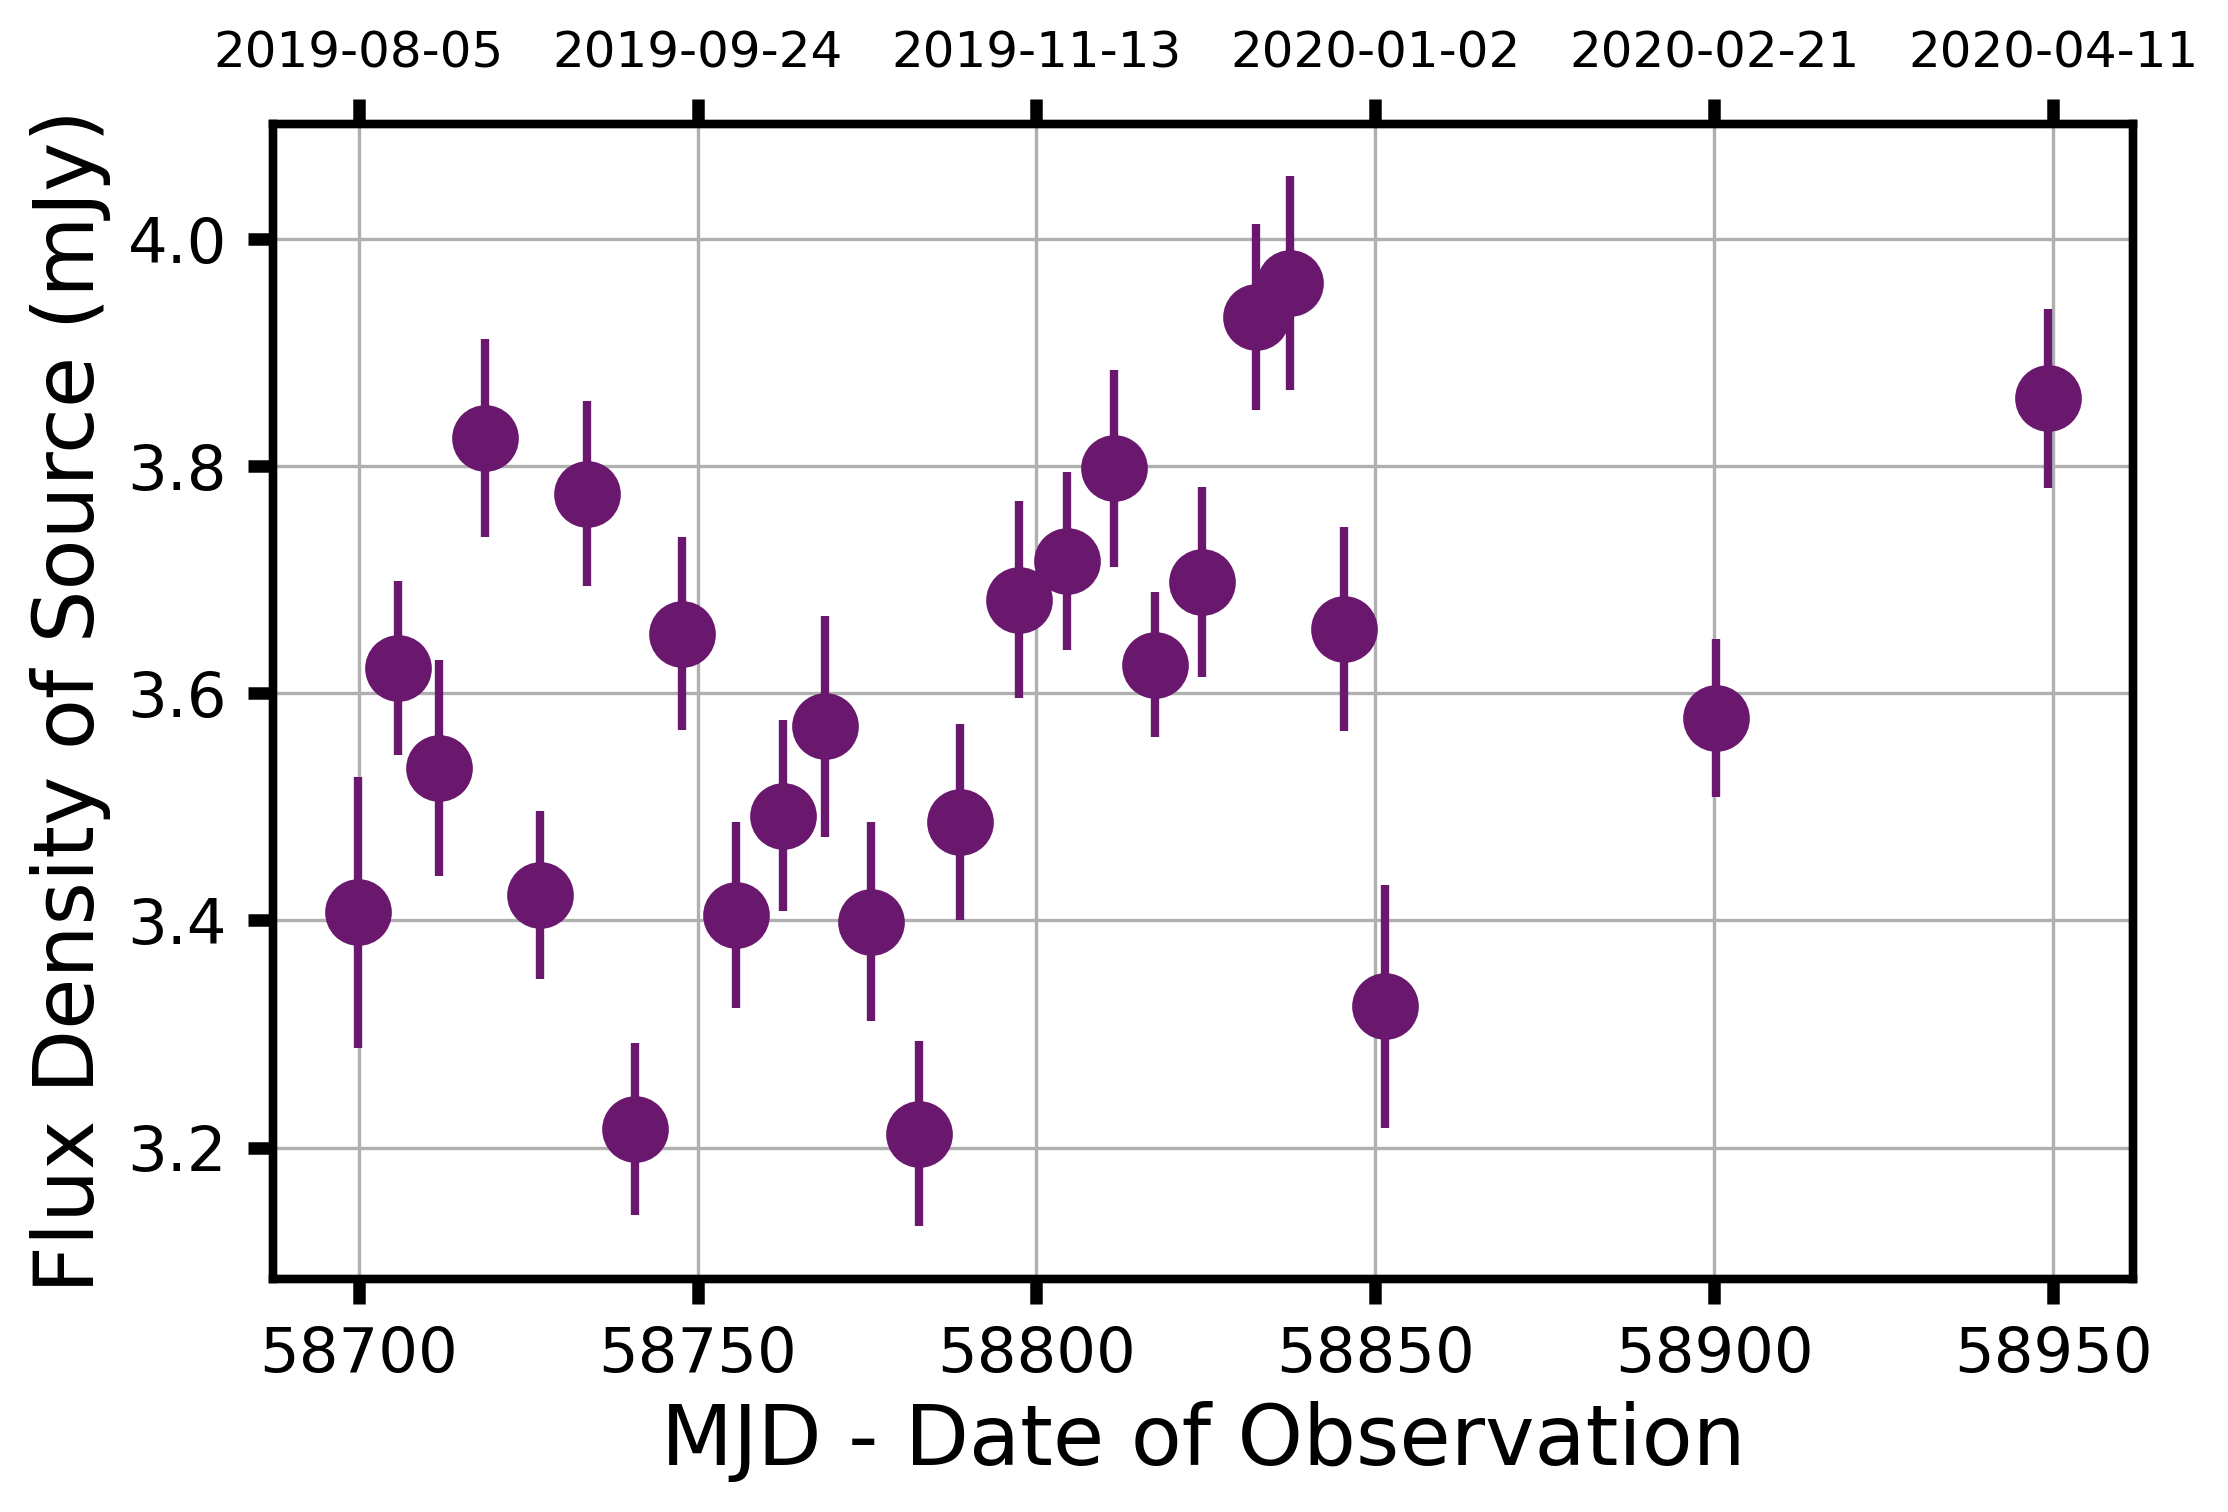 2019-08-05 2019-09-24 2019-11-13 2020-01-02 2020-02-21 2020-04-11
Flux Density of Source (mJy)
4.0
3.8
3.6
3.4
3.2
58700 58750 58800 58850 58900 58950
MJD - Date of Observation